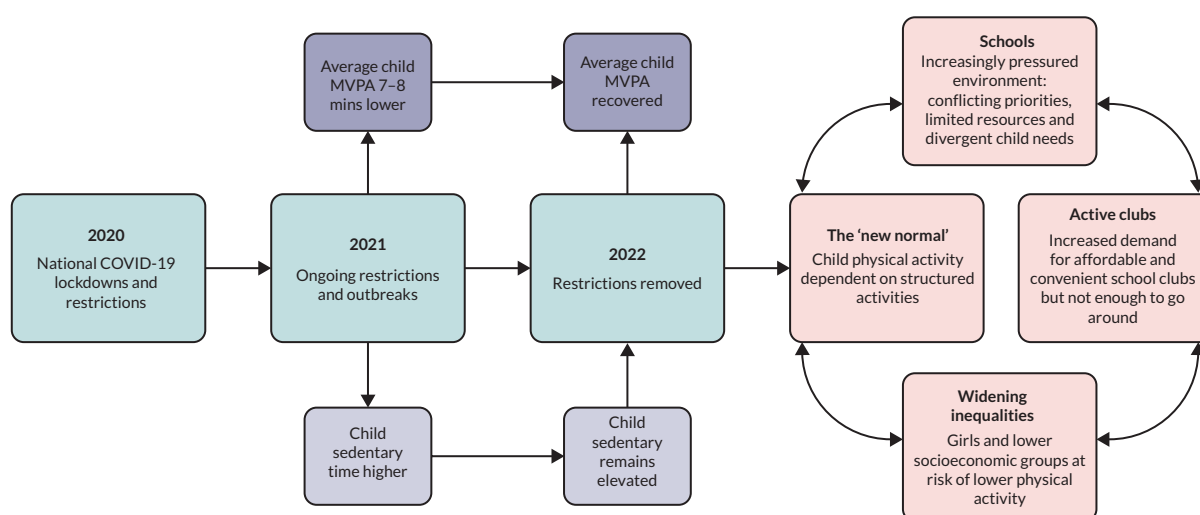 Average child
MVPA 7–8
mins lower
Average child
MVPA
recovered
Schools
Increasingly pressured
environment:
conflicting priorities,
limited resources and
divergent child needs
2020
National COVID-19
lockdowns and
restrictions
2021
Ongoing restrictions
and outbreaks
2022
Restrictions removed
The ‘new normal’
Child physical activity
dependent on structured
activities
Active clubs
Increased demand
for affordable and
convenient school clubs
but not enough to go
around
Child
sedentary
time higher
Child
sedentary
remains
elevated
Widening
inequalities
Girls and lower
socioeconomic groups at
risk of lower physical
activity